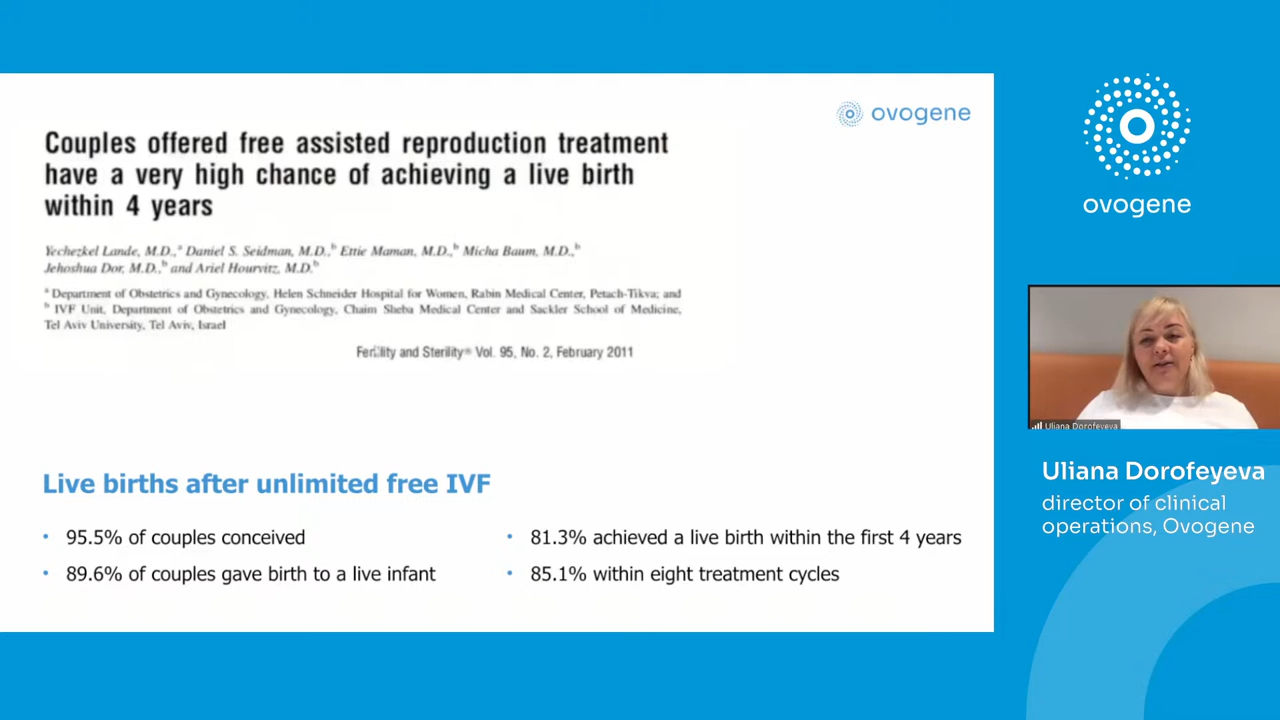 ovogene
Couples offered free assisted reproduction treatment
have a very high chance of achieving a live birth
within 4 years
Yechezkel Lande, M.D.,a Daniel S. Seidman, M.D.,b Ettie Maman, M.D.,b Micha Baum, M.D.,b
Jehoshua Dor, M.D.,b and Ariel Hourvitz, M.D.b
a Department of Obstetrics and Gynecology, Helen Schneider Hospital for Women, Rabin Medical Center, Petach-Tikva; and
b IVF Unit, Department of Obstetrics and Gynecology, Chaim Sheba Medical Center and Sackler School of Medicine,
Tel Aviv University, Tel Aviv, Israel
Fertility and Sterility® Vol. 95, No. 2, February 2011
Live births after unlimited free IVF
• 95.5% of couples conceived
• 89.6% of couples gave birth to a live infant
• 81.3% achieved a live birth within the first 4 years
• 85.1% within eight treatment cycles
ovogene
Uliana Dorofeyeva
Uliana Dorofeyeva
director of clinical
operations, Ovogene